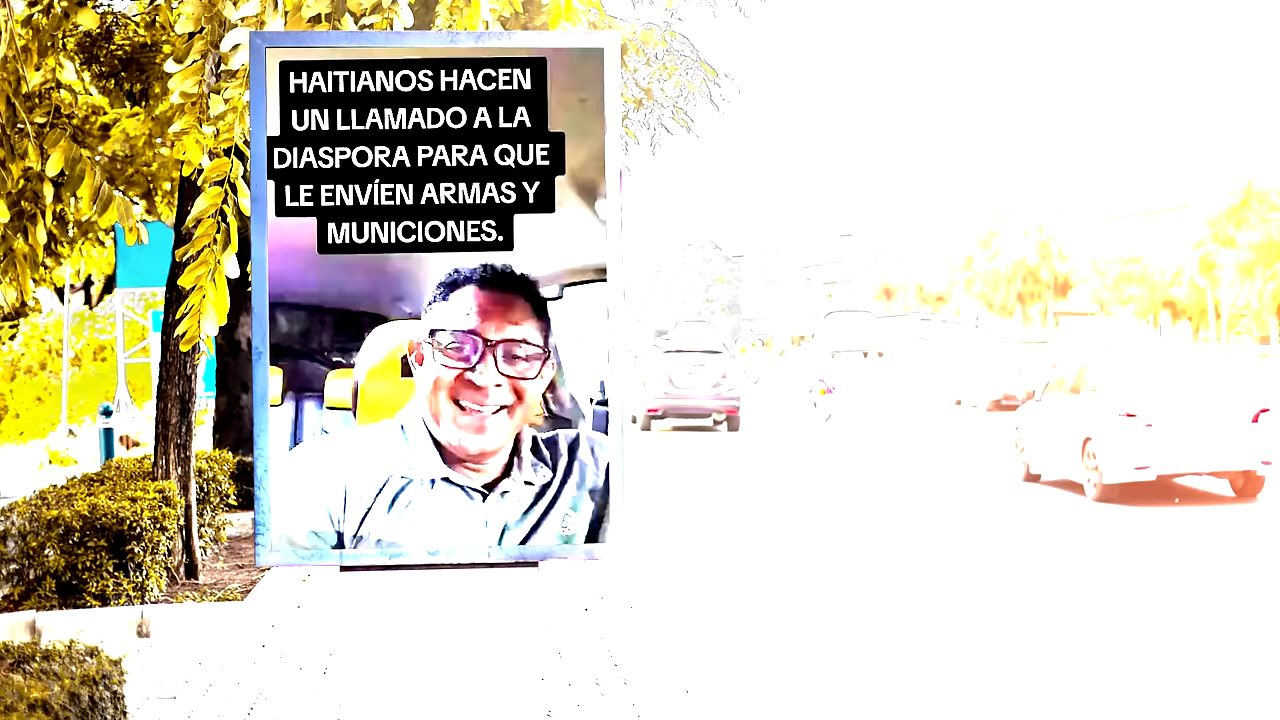 HAITIANOS HACEN
UN LLAMADO A LA
DIASPORA PARA QUE
LE ENVÍEN ARMAS Y
MUNICIONES.